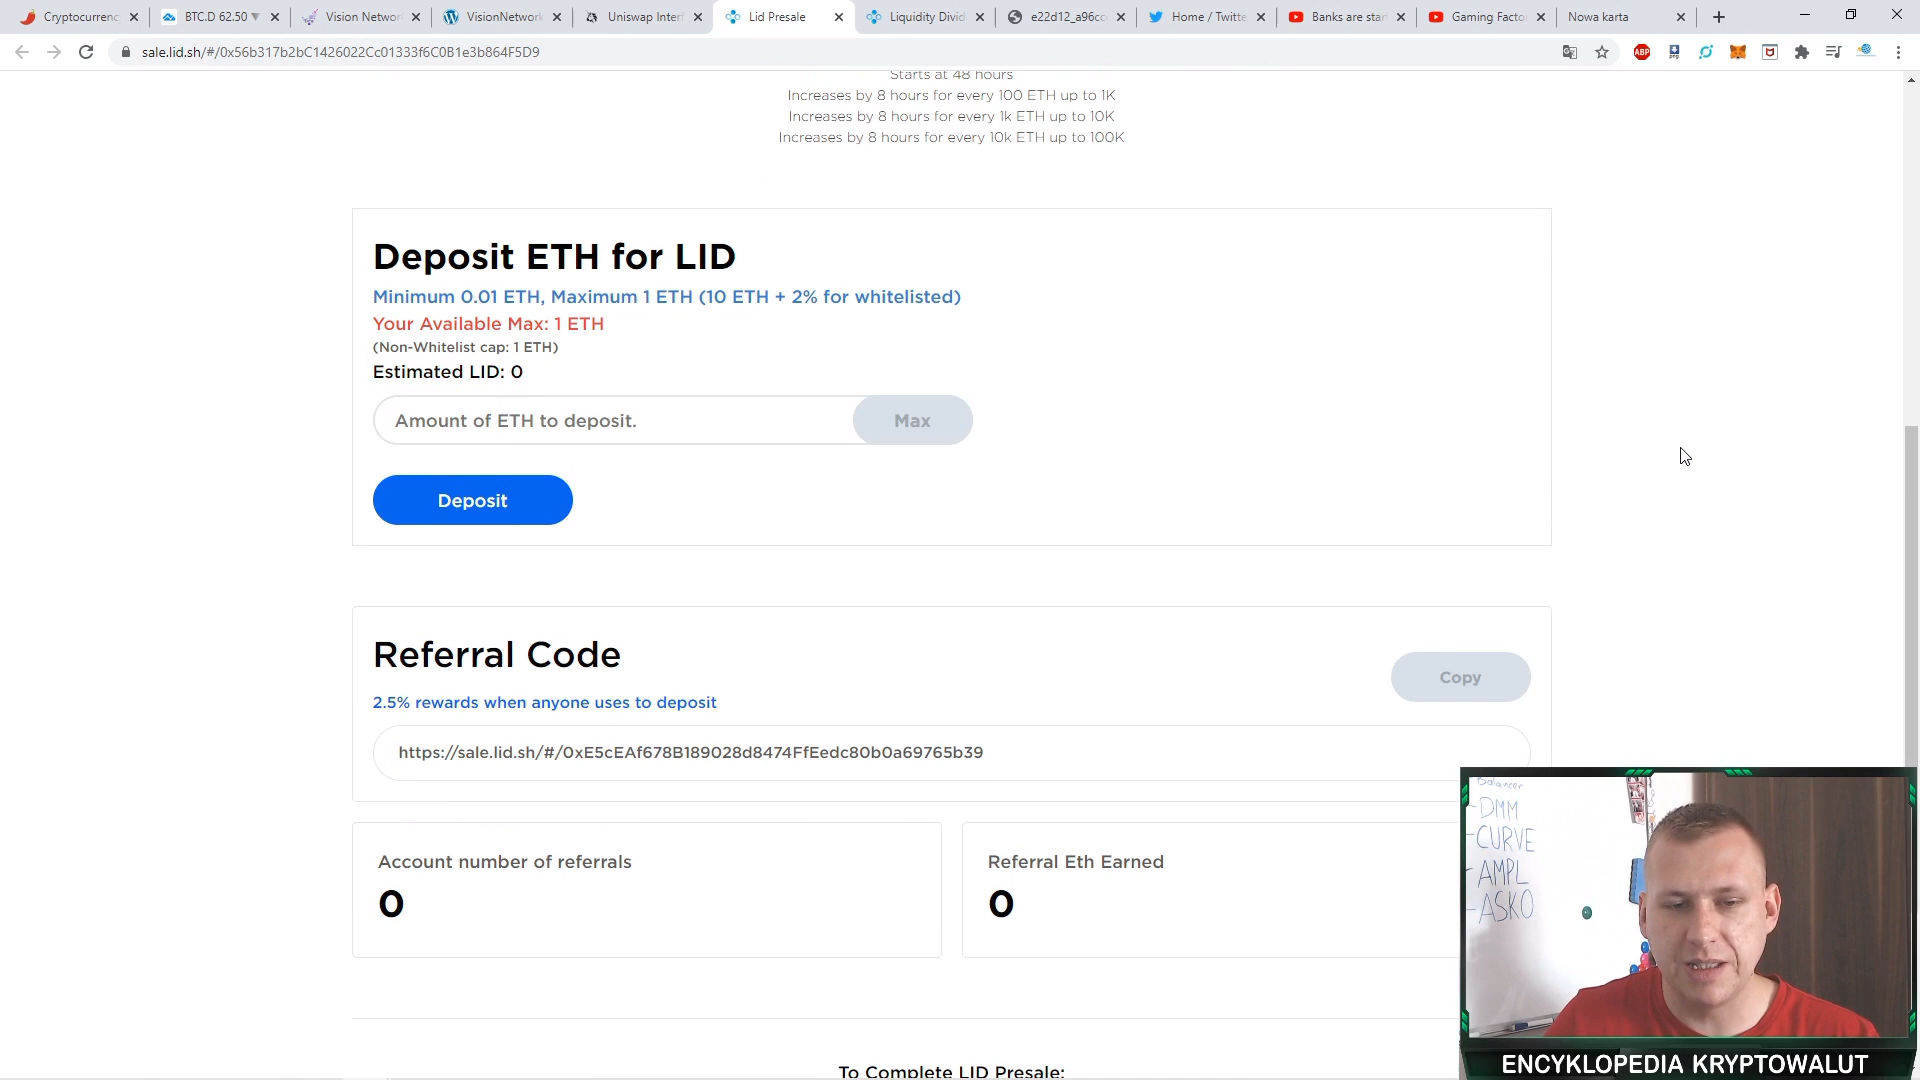 Cryptocurrenc
BTC.D 62.50 ▼
Vision Networ
VisionNetwork
Uniswap Interf
Lid Presale
Liquidity Divid
e22d12_a96cc
Home / Twitte
Banks are star
Gaming Facto
Nowa karta
sale.lid.sh/#/0x56b317b2bC1426022Cc01333f6C0B1e3b864F5D9
ABP
Starts at 48 hours
Increases by 8 hours for every 100 ETH up to 1K
Increases by 8 hours for every 1k ETH up to 10K
Increases by 8 hours for every 10k ETH up to 100K
Deposit ETH for LID
Minimum 0.01 ETH, Maximum 1 ETH (10 ETH + 2% for whitelisted)
Your Available Max: 1 ETH
(Non-Whitelist cap: 1 ETH)
Estimated LID: 0
Amount of ETH to deposit.
Max
Deposit
Referral Code
2.5% rewards when anyone uses to deposit
Copy
https://sale.lid.sh/#/0xE5cEAf678B189028d8474FfEedc80b0a69765b39
Account number of referrals
0
Referral Eth Earned
0
To Complete LID Presale:
Balancer
- DMM
- CURVE
- AMPL
- ASKO
ENCYKLOPEDIA KRYPTOWALUT